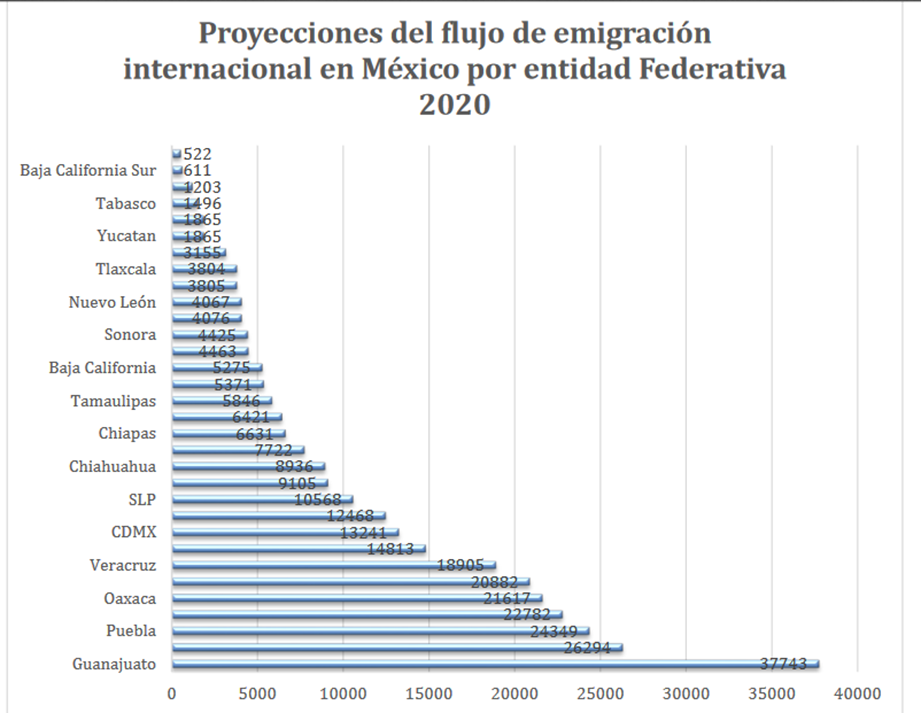 Proyecciones del flujo de emigración
internacional en México por entidad Federativa
2020
522
Baja California Sur 611
1203
Tabasco 1496
1865
Yucatan 1865
3155
Tlaxcala 3804
3805
Nuevo León 4067
4076
Sonora 4425
4463
Baja California 5275
5371
Tamaulipas 5846
6421
Chiapas 6631
7722
Chiahuahua 8936
9105
SLP 10568
12468
CDMX 13241
14813
Veracruz 18905
20882
Oaxaca 21617
22782
Puebla 24349
26294
Guanajuato 37743
0 5000 10000 15000 20000 25000 30000 35000 40000